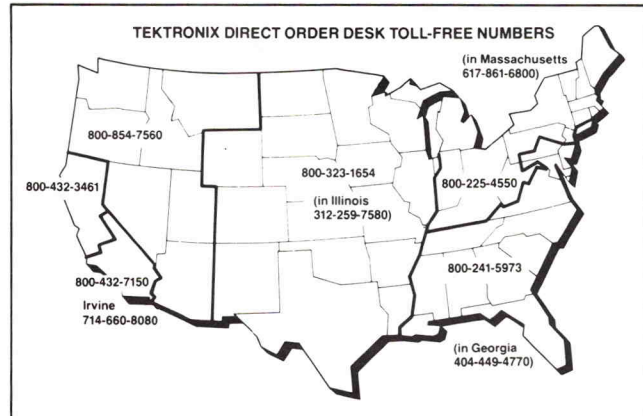 TEKTRONIX DIRECT ORDER DESK TOLL-FREE NUMBERS
(in Massachusetts
617-861-6800)
800-854-7560
800-323-1654
800-432-3461
800-225-4550
(in Illinois
312-259-7580)
800-241-5973
800-432-7150
Irvine
714-660-8080
(in Georgia
404-449-4770)